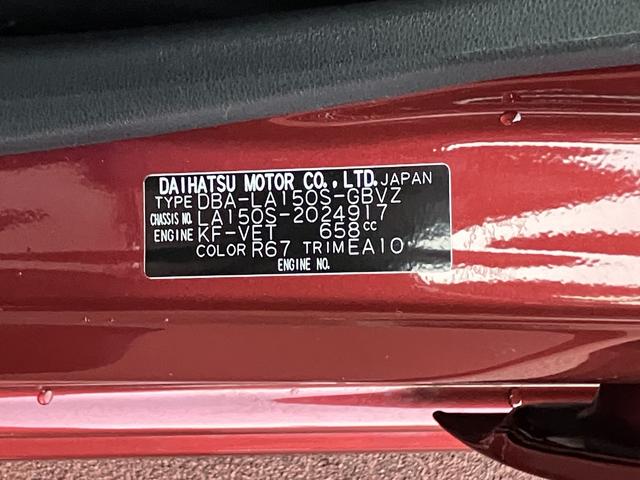 DAIHATSU MOTOR CO., LTD. JAPAN
TYPE DBA-LA150S-GBVZ
CHASSIS NO. LA150S-2024917
ENGINE KF-VET 658cc
COLOR R67 TRIM EA10
ENGINE NO.